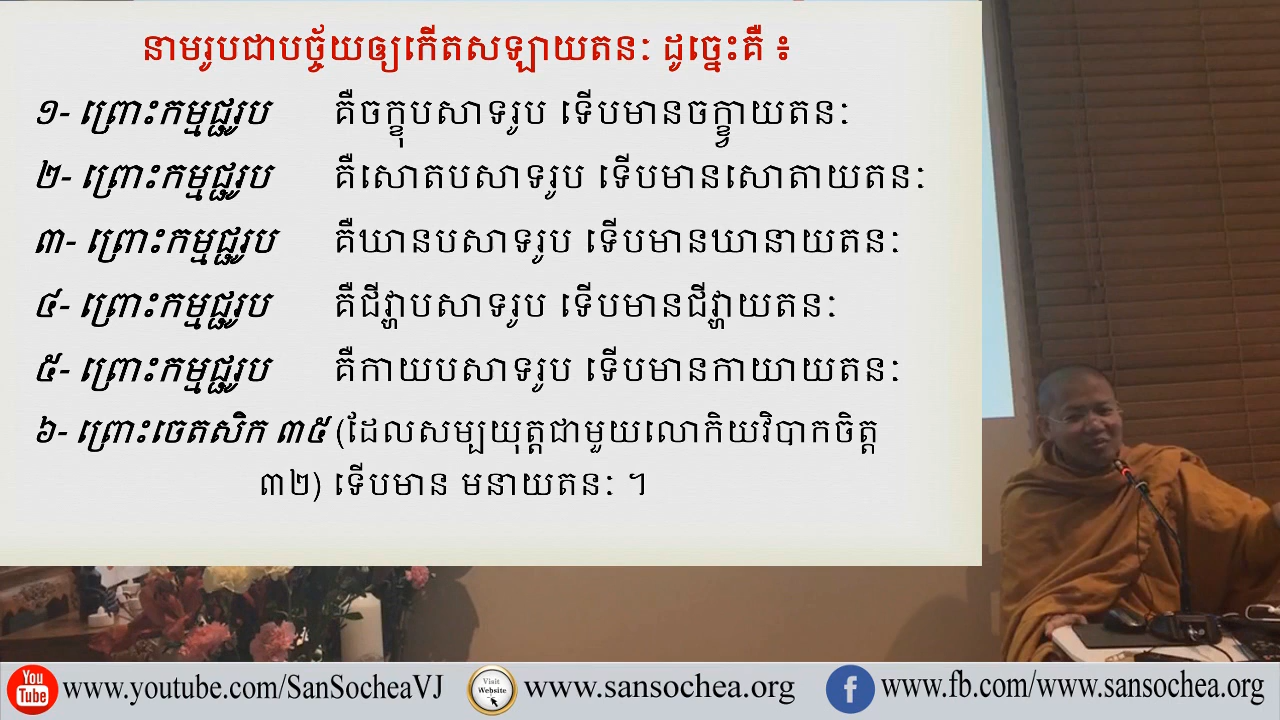 នាមរូបជាបច្ច័យឲ្យកើតសឡាយតនៈ ដូច្នេះគឺ ៖
១- ព្រោះកម្មជ្ជរូប គឺចក្ខុបសាទរូប ទើបមានចក្ខ្វាយតនៈ
២- ព្រោះកម្មជ្ជរូប គឺសោតបសាទរូប ទើបមានសោតាយតនៈ
៣- ព្រោះកម្មជ្ជរូប គឺឃានបសាទរូប ទើបមានឃានាយតនៈ
៤- ព្រោះកម្មជ្ជរូប គឺជីវ្ហាបសាទរូប ទើបមានជីវ្ហាយតនៈ
៥- ព្រោះកម្មជ្ជរូប គឺកាយបសាទរូប ទើបមានកាយាយតនៈ
៦- ព្រោះចេតសិក ៣៥ (ដែលសម្បយុត្តជាមួយលោកិយវិបាកចិត្ត
៣២) ទើបមាន មនាយតនៈ ។
You Tube www.youtube.com/SanSocheaVJ Visit Website www.sansochea.org f www.fb.com/www.sansochea.org